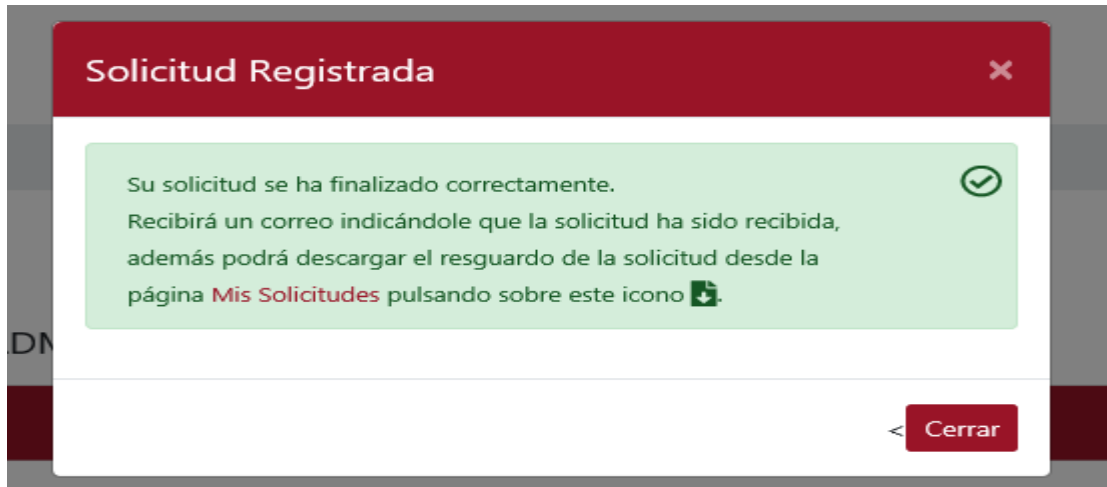 Solicitud Registrada ×
Su solicitud se ha finalizado correctamente.
Recibirá un correo indicándole que la solicitud ha sido recibida,
además podrá descargar el resguardo de la solicitud desde la
página Mis Solicitudes pulsando sobre este icono .
< Cerrar